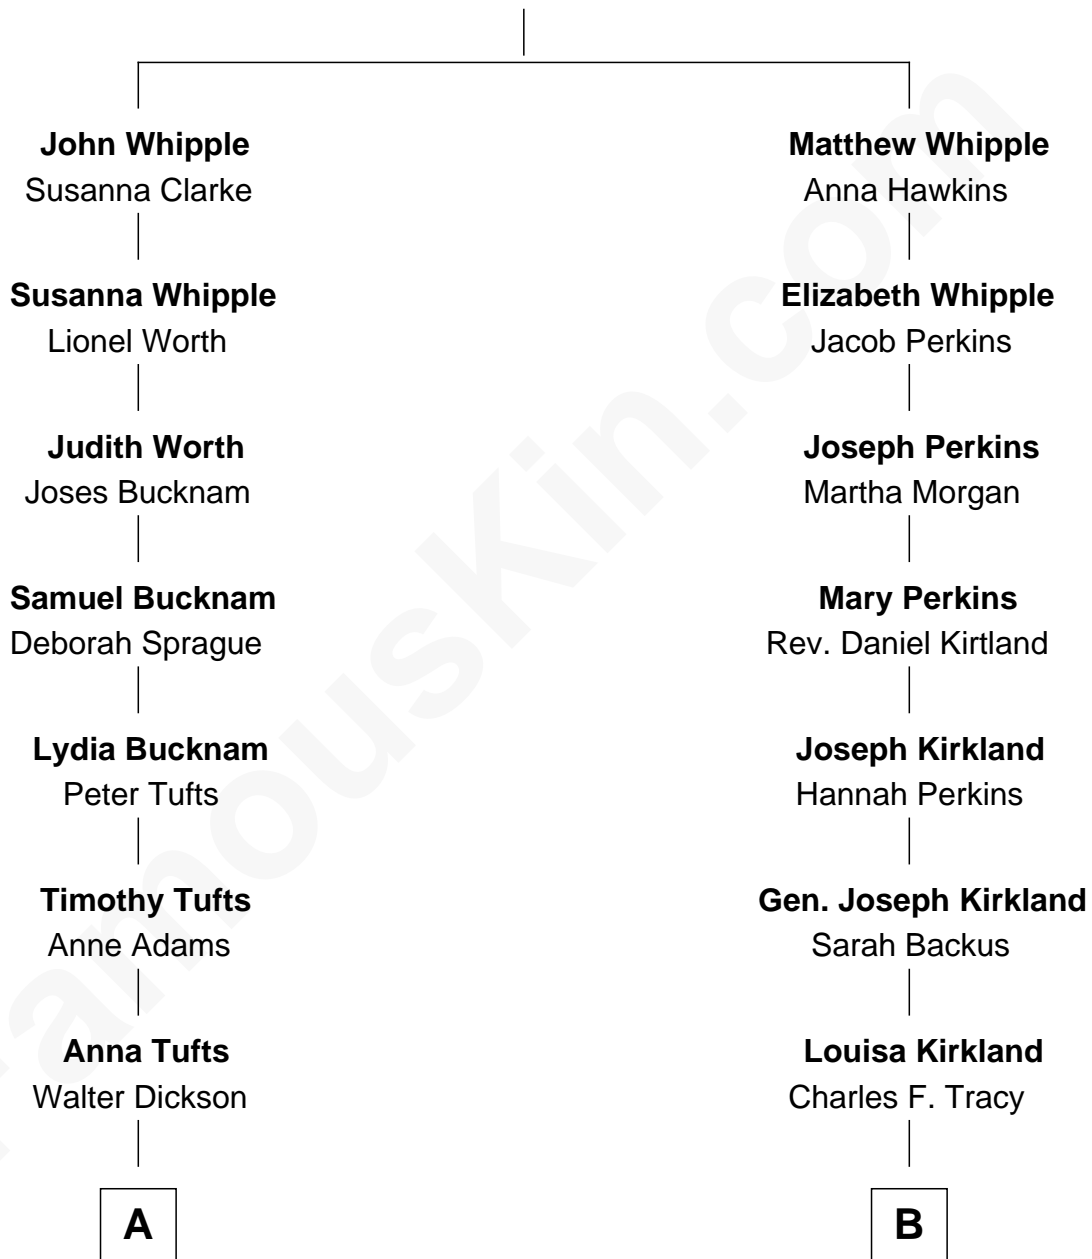 John Whipple
Susanna Clarke
Susanna Whipple
Lionel Worth
Judith Worth
Joses Bucknam
Samuel Bucknam
Deborah Sprague
Lydia Bucknam
Peter Tufts
Timothy Tufts
Anne Adams
Anna Tufts
Walter Dickson
A
Matthew Whipple
Anna Hawkins
Elizabeth Whipple
Jacob Perkins
Joseph Perkins
Martha Morgan
Mary Perkins
Rev. Daniel Kirtland
Joseph Kirkland
Hannah Perkins
Gen. Joseph Kirkland
Sarah Backus
Louisa Kirkland
Charles F. Tracy
B
FamousKin.com